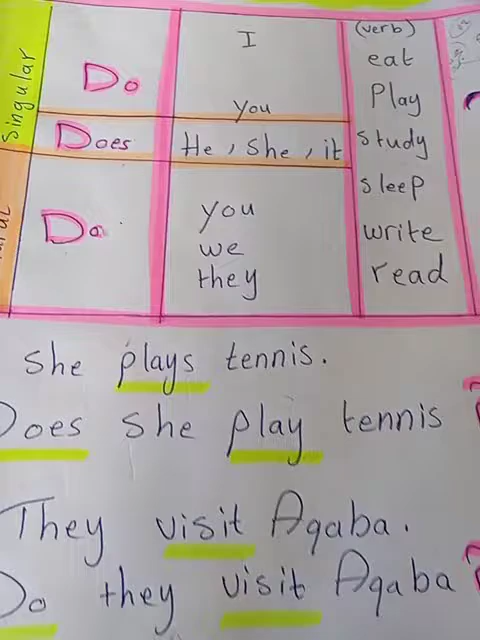 Singular
Do
I
you
(verb)
eat
Play
study
sleep
write
read
Does
He, She, it
Do
you
we
they
She plays tennis.
Does she play tennis ?
They visit Aqaba.
Do they visit Aqaba ?